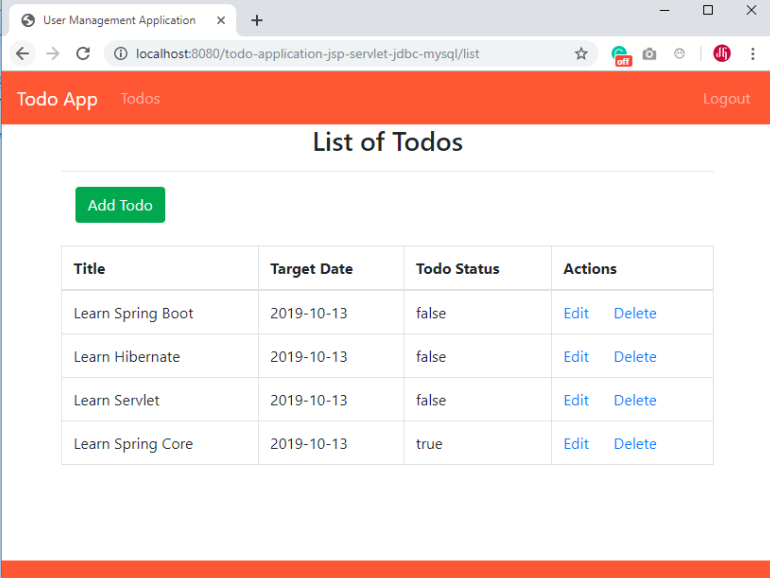 User Management Application
localhost:8080/todo-application-jsp-servlet-jdbc-mysql/list
off
Todo App Todos Logout
List of Todos
Add Todo
Title Target Date Todo Status Actions
Learn Spring Boot 2019-10-13 false Edit Delete
Learn Hibernate 2019-10-13 false Edit Delete
Learn Servlet 2019-10-13 false Edit Delete
Learn Spring Core 2019-10-13 true Edit Delete